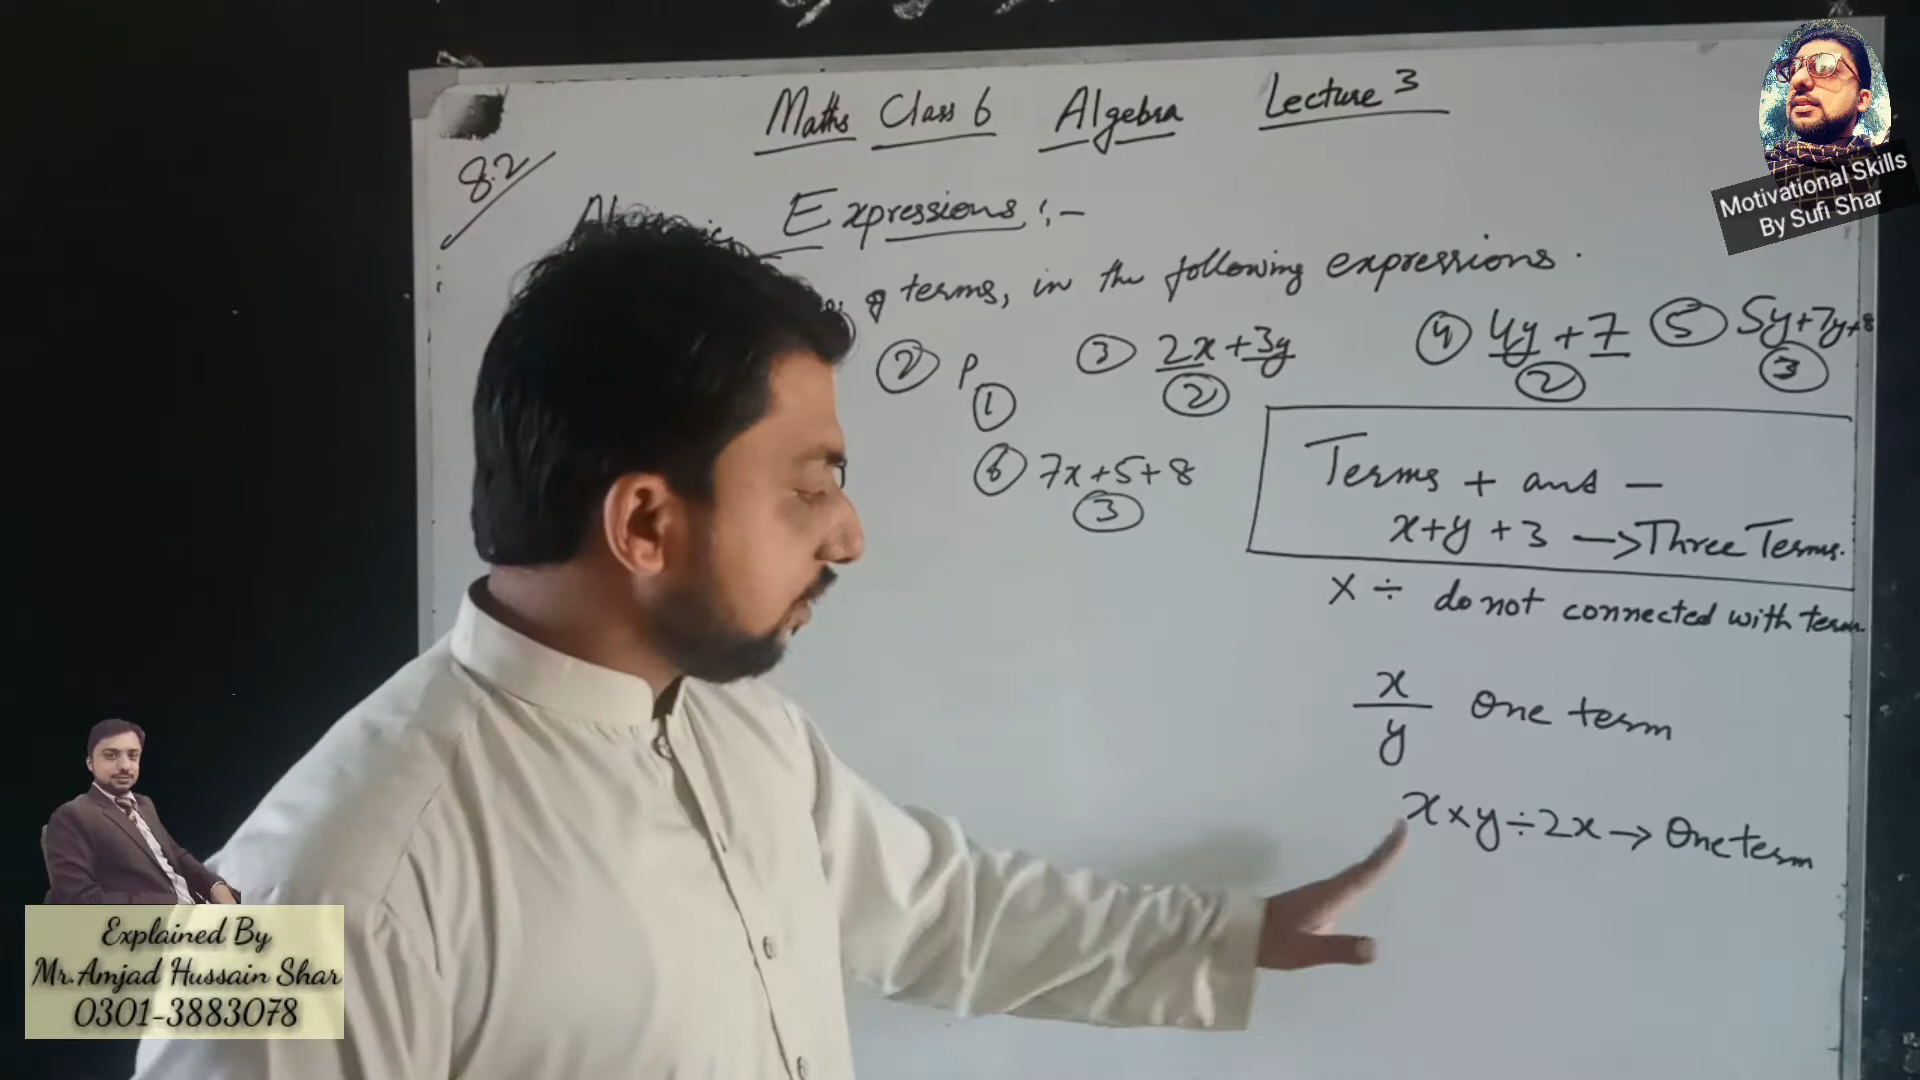 Maths Class 6 Algebra Lecture 3
8.2
Expressions :-
terms, in the following expressions.
② P
①
③ 2x+3y
②
④ 4y+7
②
⑤ 5y+7y+8
③
⑥ 7x+5+8
③
Terms + and −
x+y+3 → Three Terms.
× ÷ do not connected with term.
x/y One term
x×y÷2x → One term
Motivational Skills
By Sufi Shar
Explained By
Mr.Amjad Hussain Shar
0301-3883078